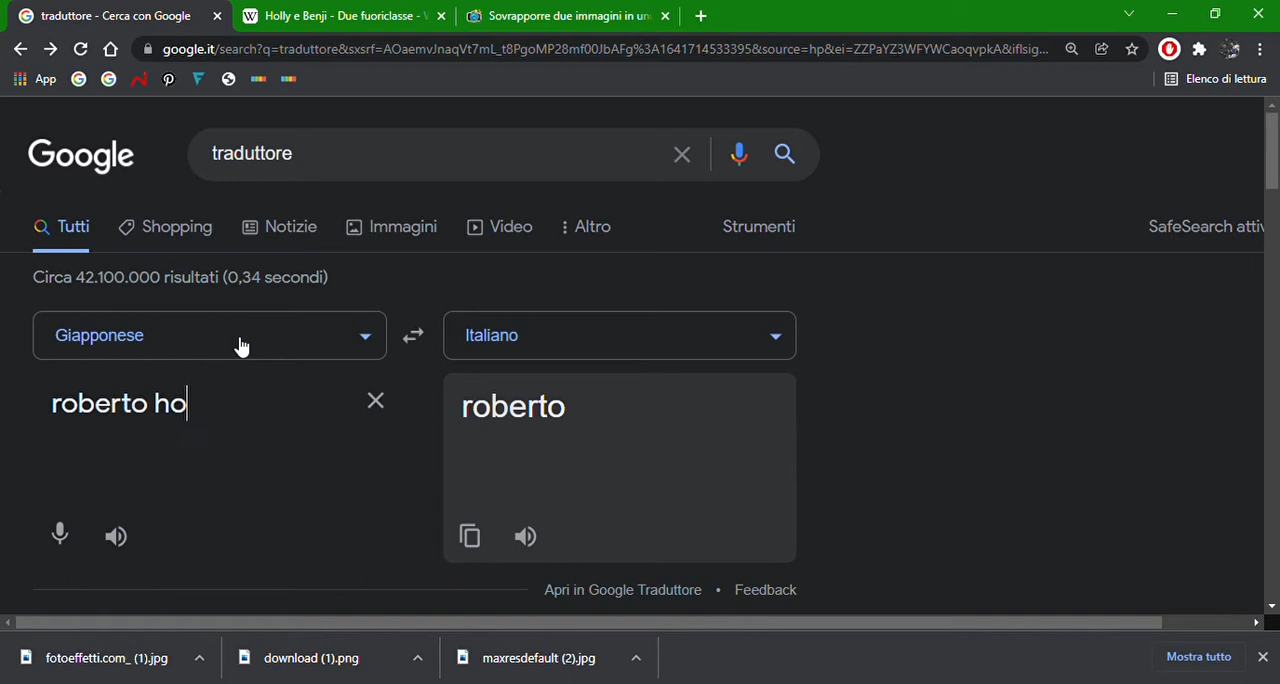 traduttore - Cerca con Google
Holly e Benji - Due fuoriclasse -
Sovrapporre due immagini in un
google.it/search?q=traduttore&sxsrf=AOaemvJnaqVt7mL_t8PgoMP28mf00JbAFg%3A1641714533395&source=hp&ei=ZZPaYZ3WFYWCaoqvpkA&iflsig...
App
Elenco di lettura
Google
traduttore
Tutti
Shopping
Notizie
Immagini
Video
Altro
Strumenti
SafeSearch attiv
Circa 42.100.000 risultati (0,34 secondi)
Giapponese
Italiano
roberto ho
roberto
Apri in Google Traduttore • Feedback
fotoeffetti.com_ (1).jpg
download (1).png
maxresdefault (2).jpg
Mostra tutto